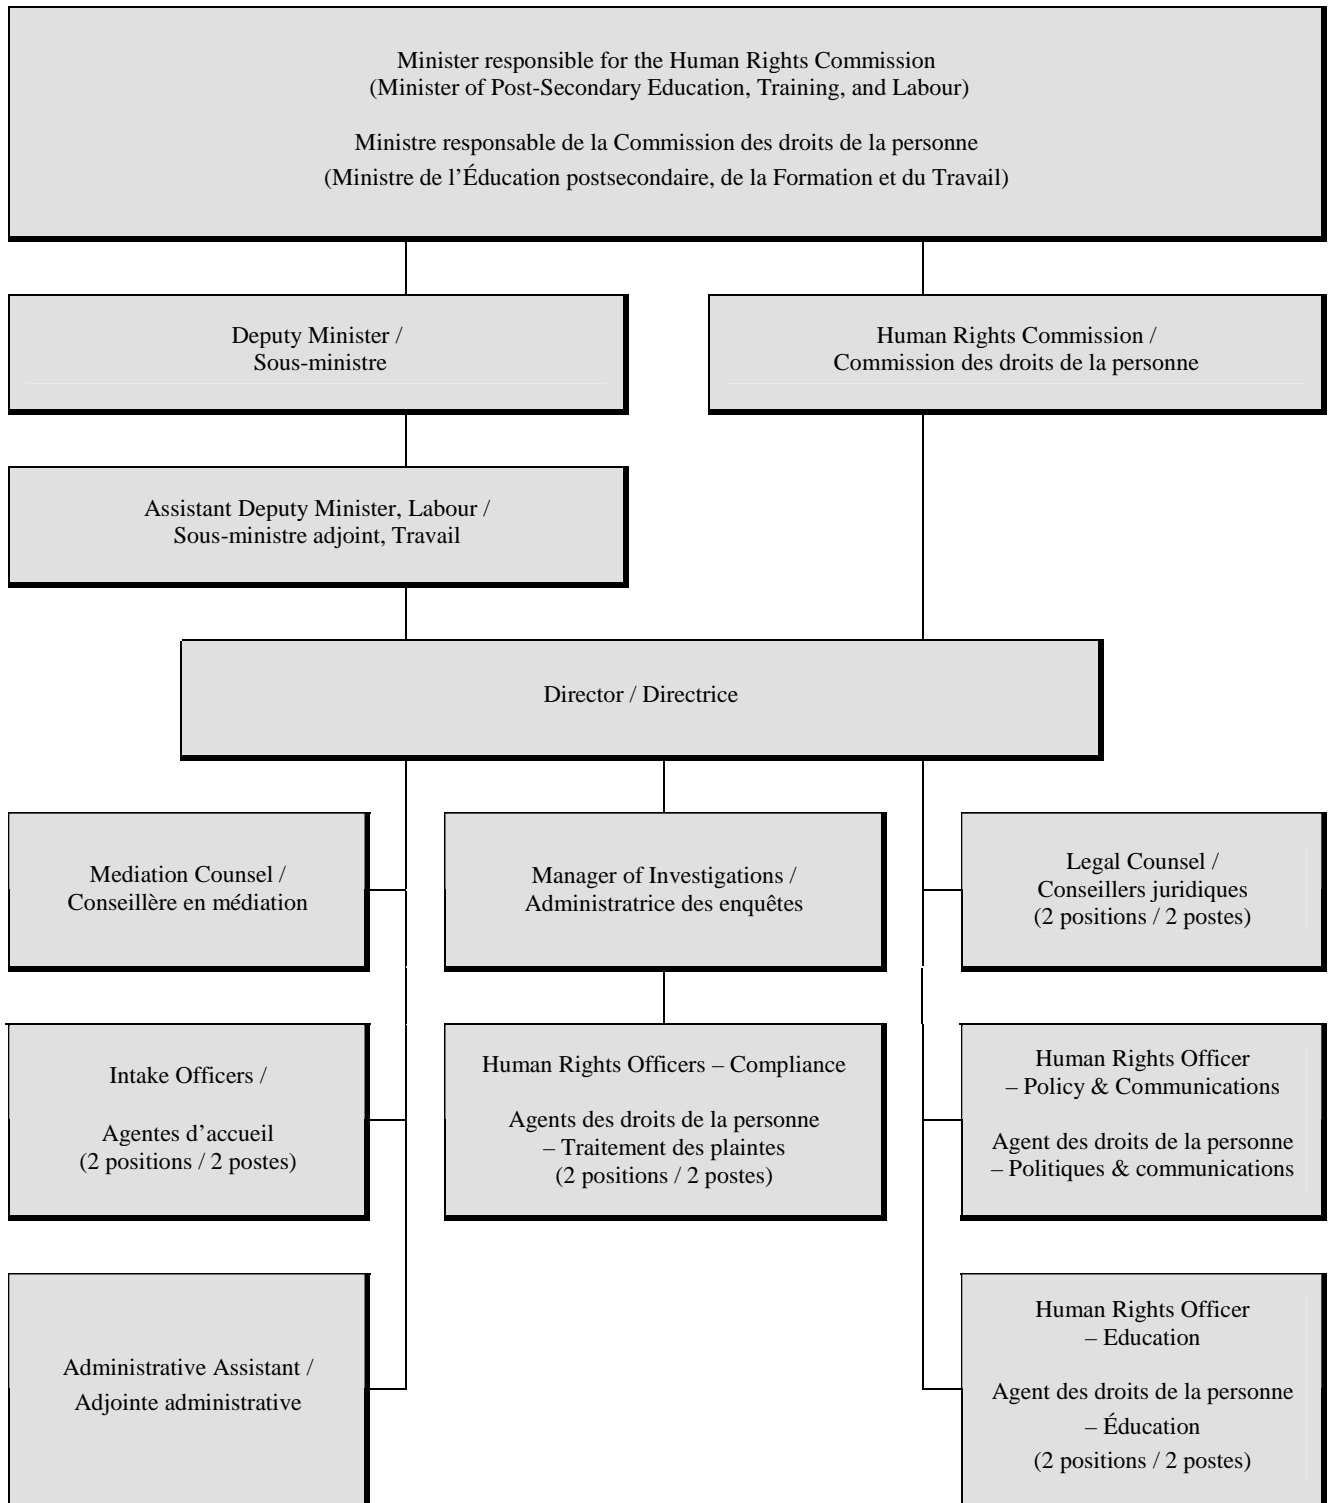 Minister responsible for the Human Rights Commission
(Minister of Post-Secondary Education, Training, and Labour)
Ministre responsable de la Commission des droits de la personne
(Ministre de l’Éducation postsecondaire, de la Formation et du Travail)
Deputy Minister /
Sous-ministre
Human Rights Commission /
Commission des droits de la personne
Assistant Deputy Minister, Labour /
Sous-ministre adjoint, Travail
Director / Directrice
Mediation Counsel /
Conseillère en médiation
Manager of Investigations /
Administratrice des enquêtes
Legal Counsel /
Conseillers juridiques
(2 positions / 2 postes)
Intake Officers /
Agentes d’accueil
(2 positions / 2 postes)
Human Rights Officers – Compliance
Agents des droits de la personne
– Traitement des plaintes
(2 positions / 2 postes)
Human Rights Officer
– Policy & Communications
Agent des droits de la personne
– Politiques & communications
Administrative Assistant /
Adjointe administrative
Human Rights Officer
– Education
Agent des droits de la personne
– Éducation
(2 positions / 2 postes)